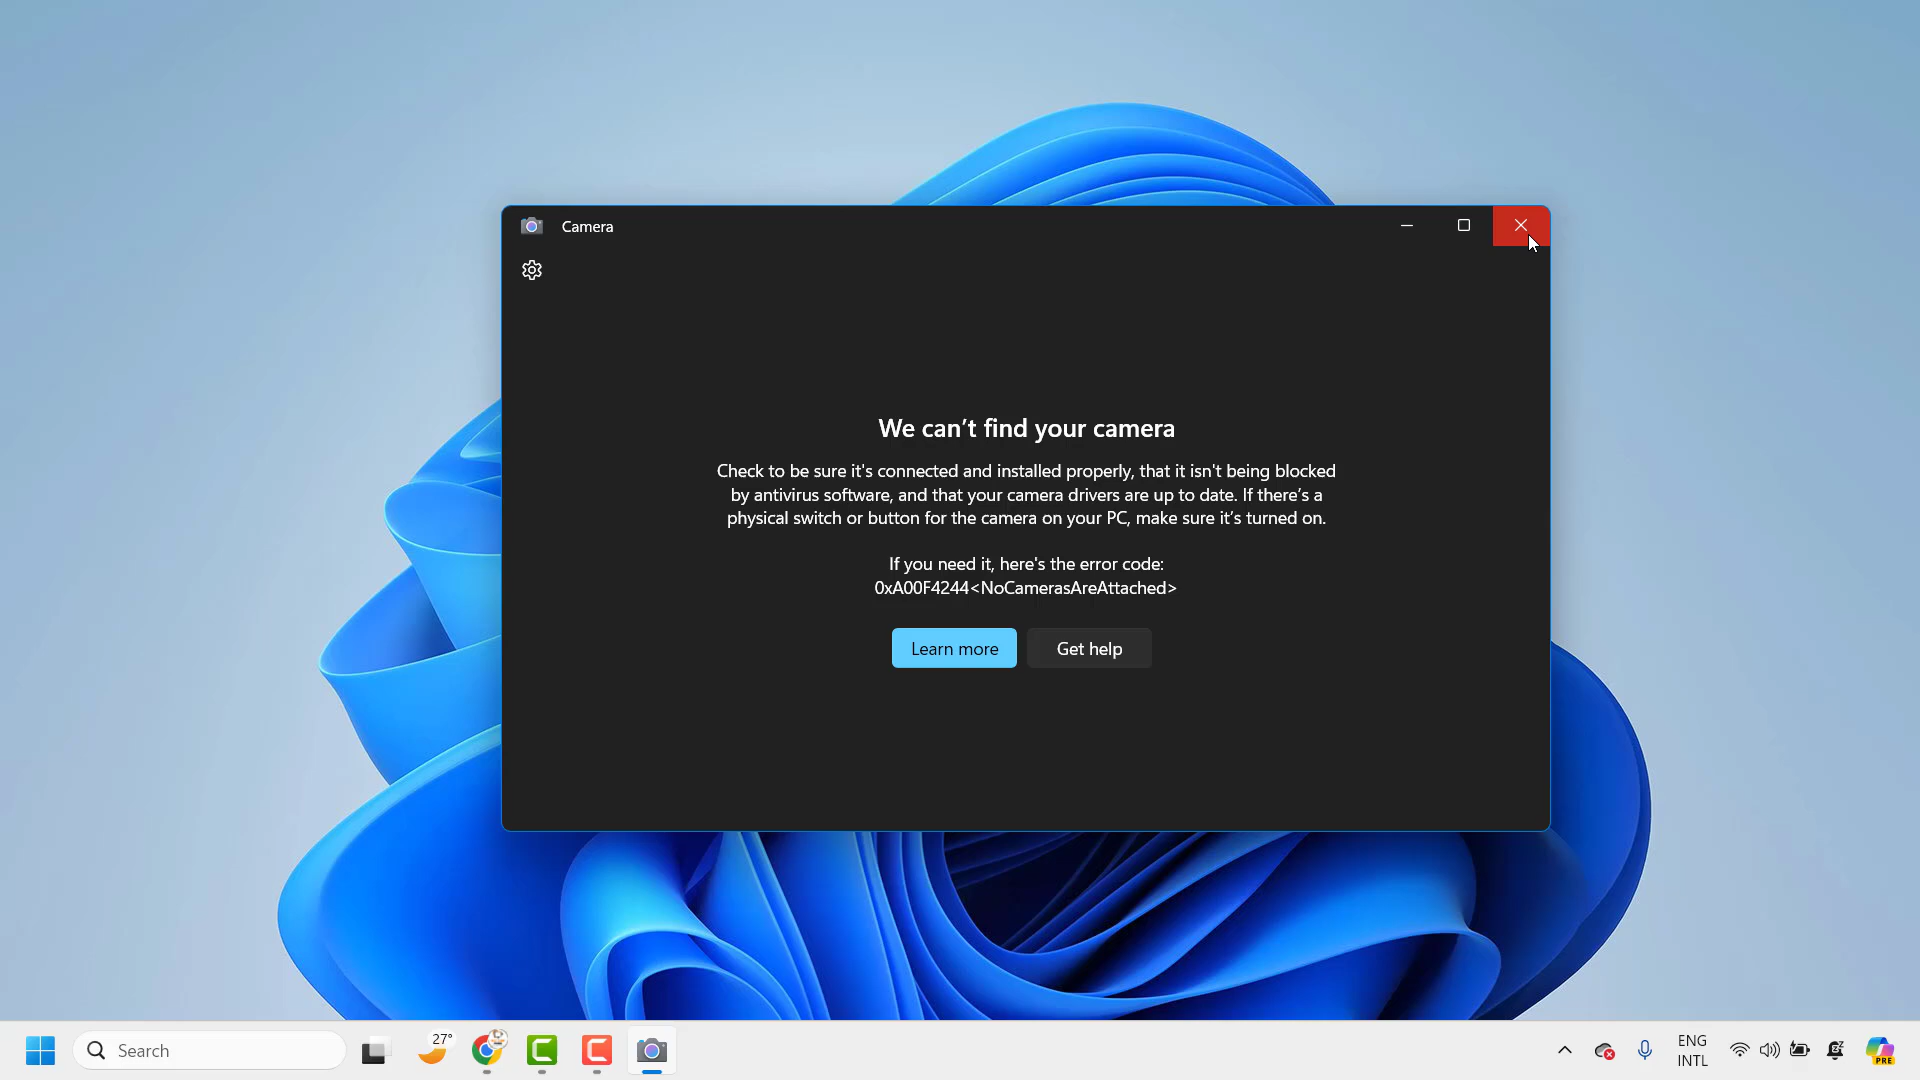 Camera
We can’t find your camera
Check to be sure it's connected and installed properly, that it isn't being blocked
by antivirus software, and that your camera drivers are up to date. If there’s a
physical switch or button for the camera on your PC, make sure it’s turned on.
If you need it, here's the error code:
0xA00F4244<NoCamerasAreAttached>
Learn more
Get help
Search
27°
ENG
INTL
PRE